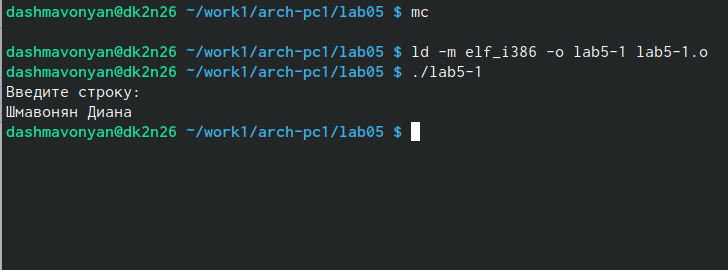 dashmavonyan@dk2n26 ~/work1/arch-pc1/lab05 $ mc
dashmavonyan@dk2n26 ~/work1/arch-pc1/lab05 $ ld -m elf_i386 -o lab5-1 lab5-1.o
dashmavonyan@dk2n26 ~/work1/arch-pc1/lab05 $ ./lab5-1
Введите строку:
Шмавонян Диана
dashmavonyan@dk2n26 ~/work1/arch-pc1/lab05 $